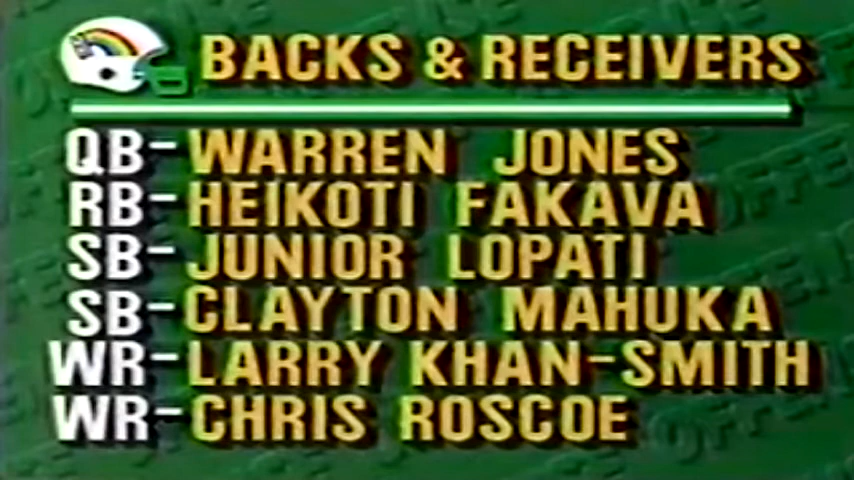 BACKS & RECEIVERS
QB-WARREN JONES
RB-HEIKOTI FAKAVA
SB-JUNIOR LOPATI
SB-CLAYTON MAHUKA
WR-LARRY KHAN-SMITH
WR-CHRIS ROSCOE